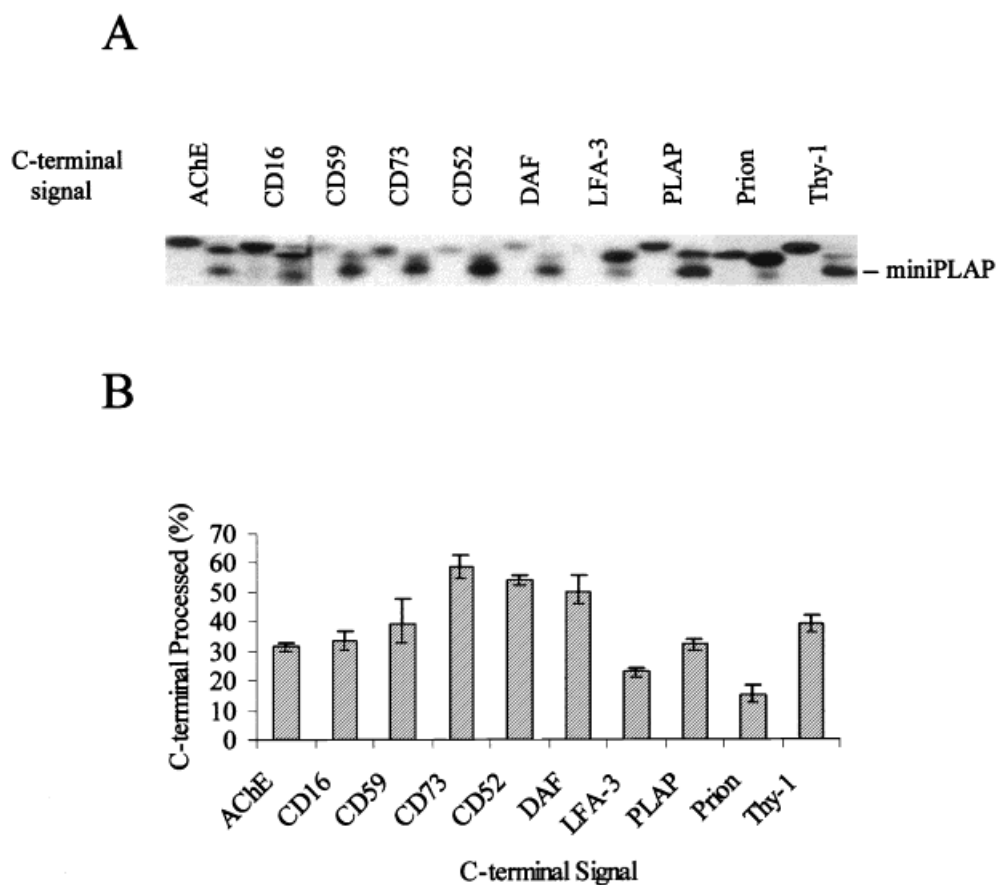 A
C-terminal
signal
AChE
CD16
CD59
CD73
CD52
DAF
LFA-3
PLAP
Prion
Thy-1
– miniPLAP
B
C-terminal Processed (%)
70
60
50
40
30
20
10
0
AChE
CD16
CD59
CD73
CD52
DAF
LFA-3
PLAP
Prion
Thy-1
C-terminal Signal